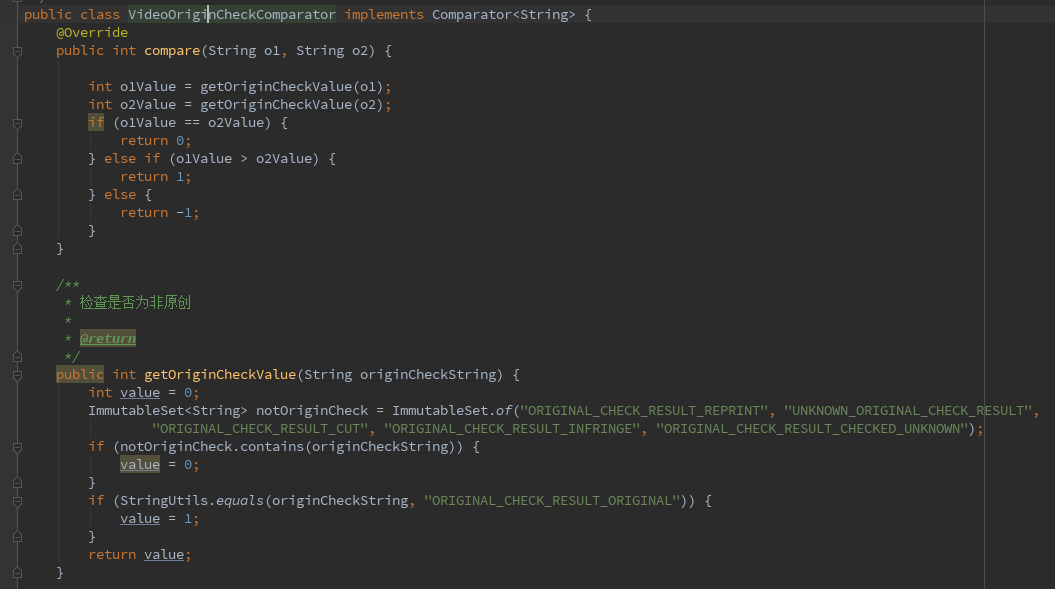 public class VideoOriginCheckComparator implements Comparator<String> {
@Override
public int compare(String o1, String o2) {
int o1Value = getOriginCheckValue(o1);
int o2Value = getOriginCheckValue(o2);
if (o1Value == o2Value) {
return 0;
} else if (o1Value > o2Value) {
return 1;
} else {
return -1;
}
}
/**
* 检查是否为非原创
*
* @return
*/
public int getOriginCheckValue(String originCheckString) {
int value = 0;
ImmutableSet<String> notOriginCheck = ImmutableSet.of("ORIGINAL_CHECK_RESULT_REPRINT", "UNKNOWN_ORIGINAL_CHECK_RESULT",
"ORIGINAL_CHECK_RESULT_CUT", "ORIGINAL_CHECK_RESULT_INFRINGE", "ORIGINAL_CHECK_RESULT_CHECKED_UNKNOWN");
if (notOriginCheck.contains(originCheckString)) {
value = 0;
}
if (StringUtils.equals(originCheckString, "ORIGINAL_CHECK_RESULT_ORIGINAL")) {
value = 1;
}
return value;
}